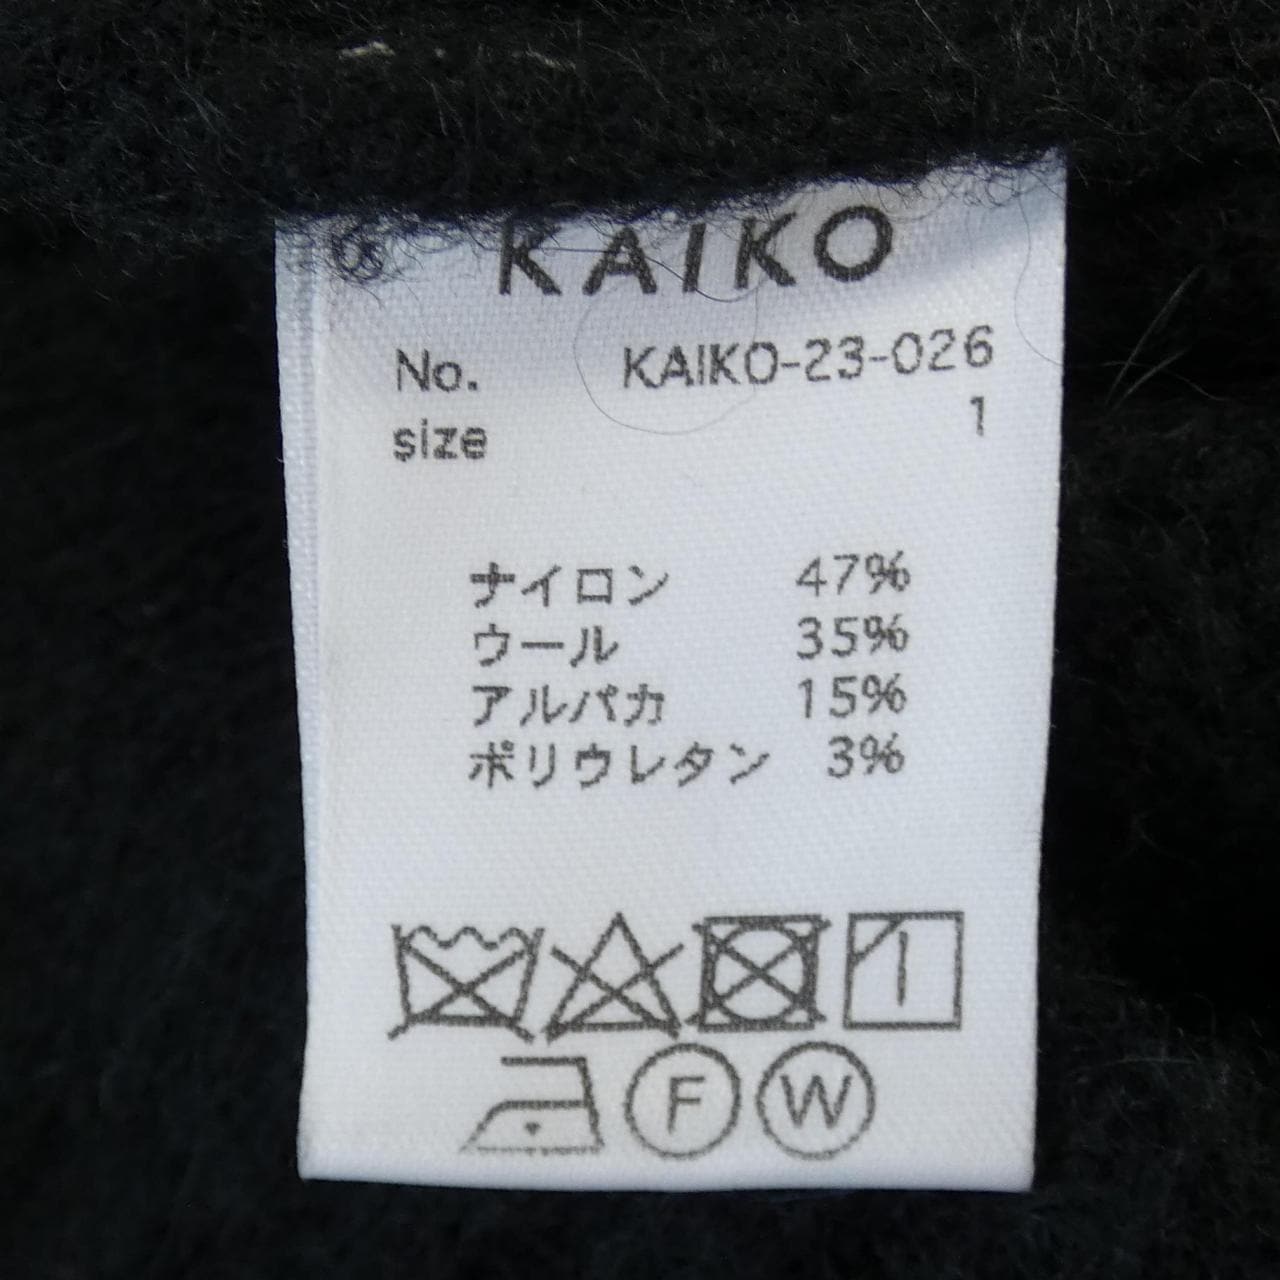 KAIKO
No. KAIKO-23-026
size 1
ナイロン 47%
ウール 35%
アルパカ 15%
ポリウレタン 3%
F W